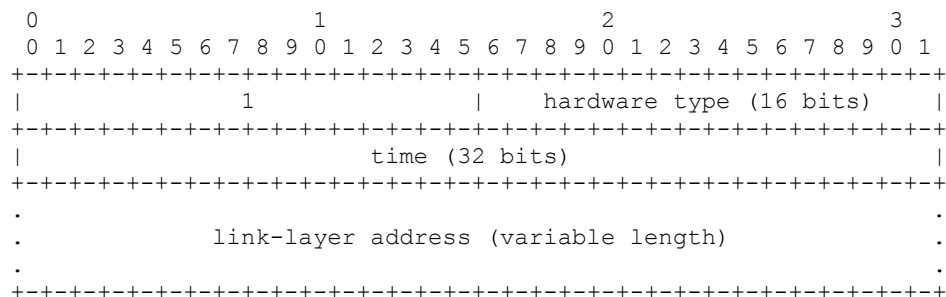 0                   1                   2                   3
0 1 2 3 4 5 6 7 8 9 0 1 2 3 4 5 6 7 8 9 0 1 2 3 4 5 6 7 8 9 0 1
+-+-+-+-+-+-+-+-+-+-+-+-+-+-+-+-+-+-+-+-+-+-+-+-+-+-+-+-+-+-+-+-+
|               1               |    hardware type (16 bits)    |
+-+-+-+-+-+-+-+-+-+-+-+-+-+-+-+-+-+-+-+-+-+-+-+-+-+-+-+-+-+-+-+-+
|                        time (32 bits)                         |
+-+-+-+-+-+-+-+-+-+-+-+-+-+-+-+-+-+-+-+-+-+-+-+-+-+-+-+-+-+-+-+-+
.                                                               .
.             link-layer address (variable length)              .
.                                                               .
+-+-+-+-+-+-+-+-+-+-+-+-+-+-+-+-+-+-+-+-+-+-+-+-+-+-+-+-+-+-+-+-+